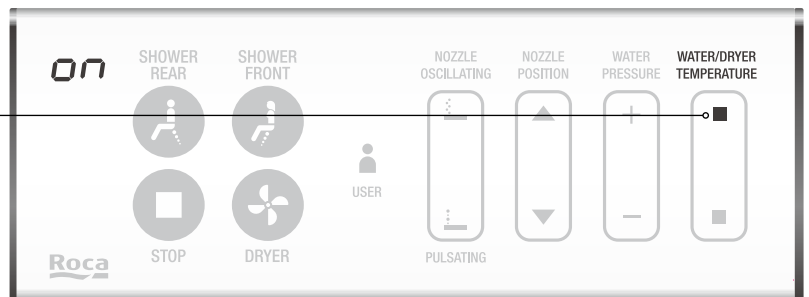 on
SHOWER
REAR
SHOWER
FRONT
NOZZLE
OSCILLATING
NOZZLE
POSITION
WATER
PRESSURE
WATER/DRYER
TEMPERATURE
USER
STOP
DRYER
PULSATING
Roca